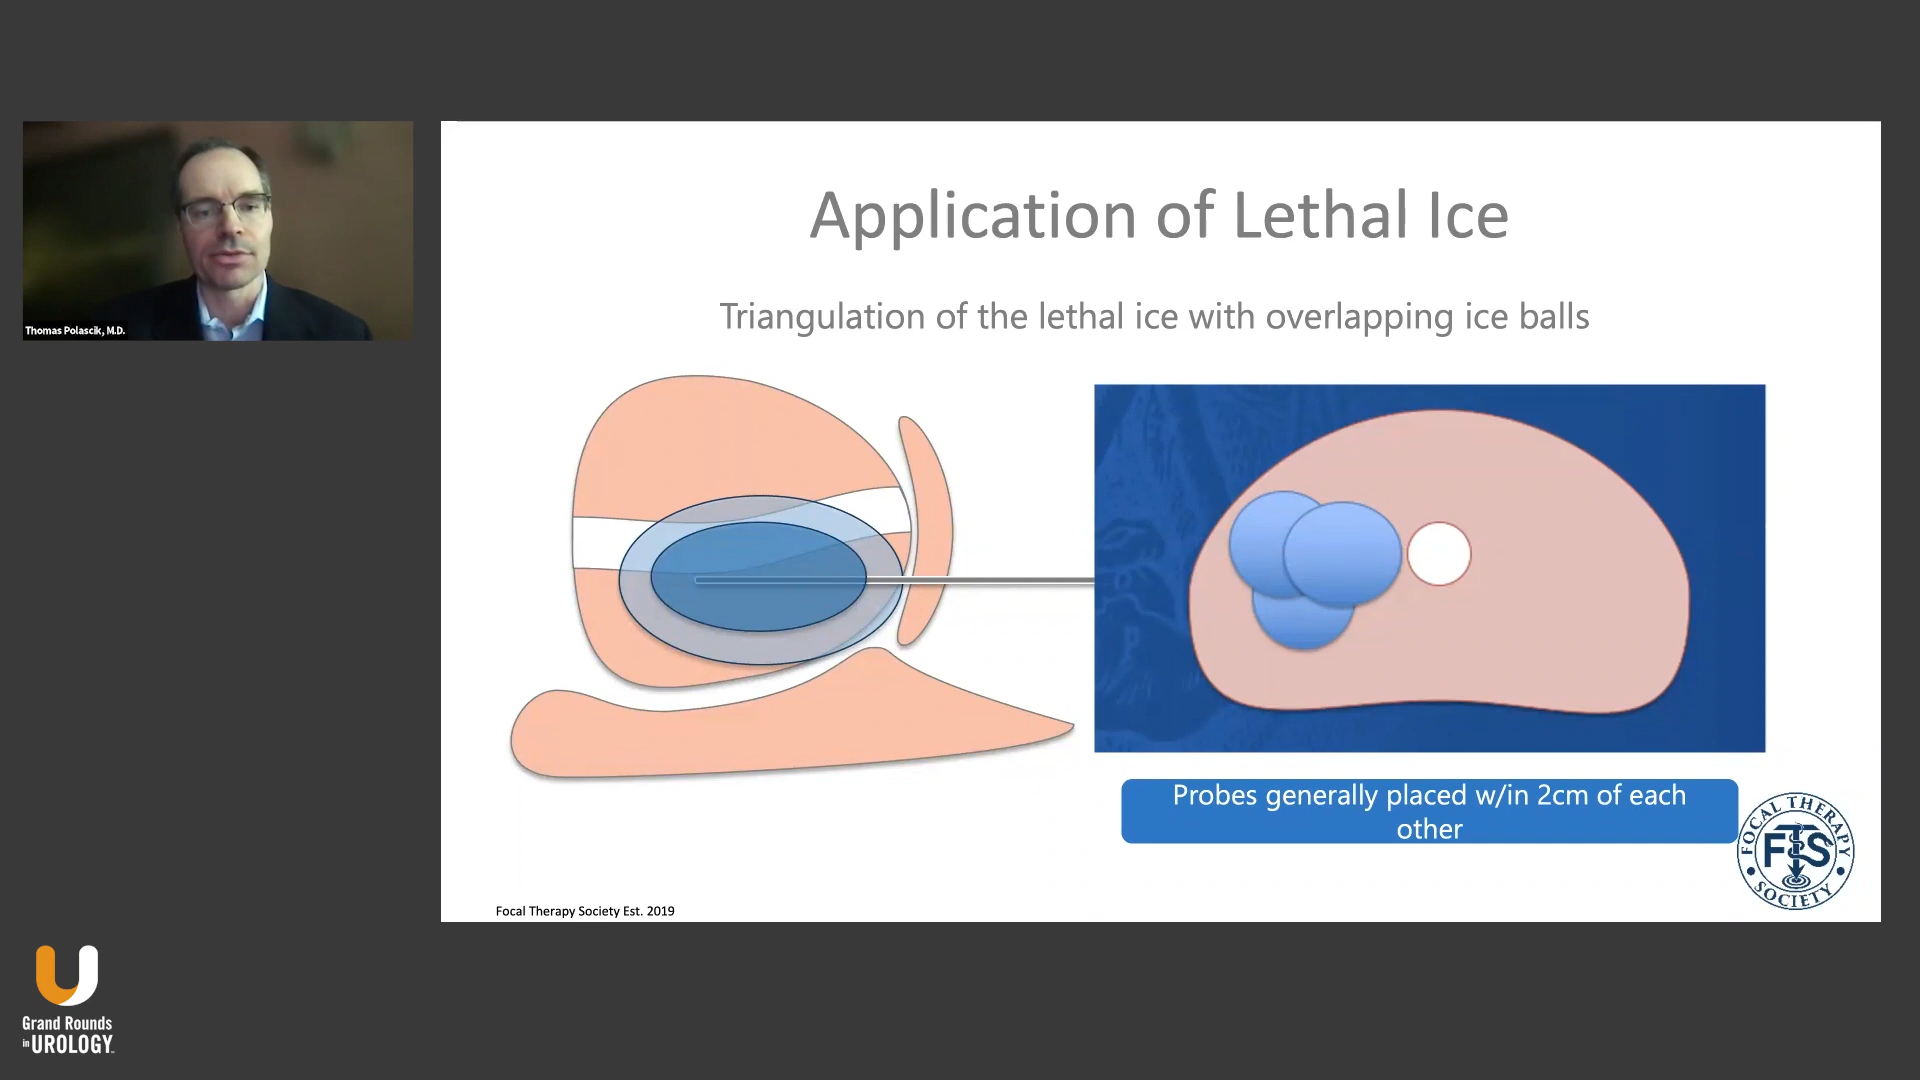 Application of Lethal Ice
Triangulation of the lethal ice with overlapping ice balls
Thomas Polascik, M.D.
Probes generally placed w/in 2cm of each
other
FOCAL THERAPY
FTS
SOCIETY
Focal Therapy Society Est. 2019
Grand Rounds
in UROLOGY